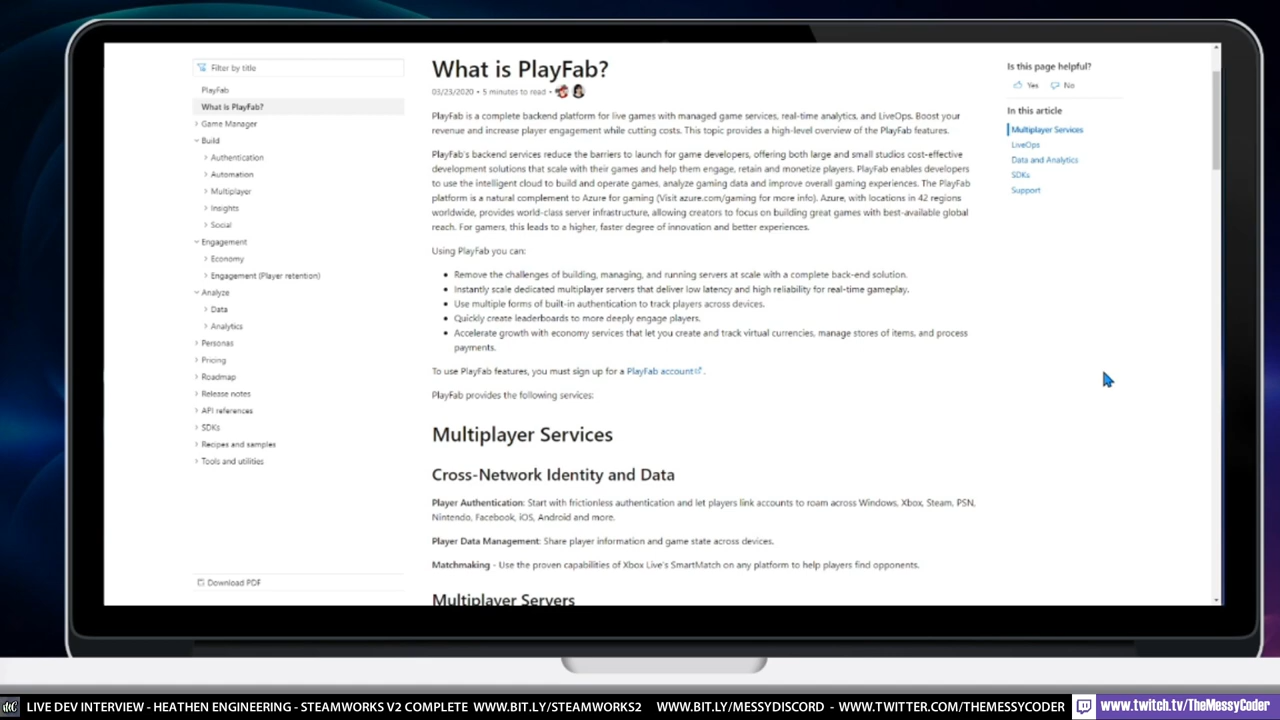 Filter by title
PlayFab
What is PlayFab?
Game Manager
Build
Authentication
Automation
Multiplayer
Insights
Social
Engagement
Economy
Engagement (Player retention)
Analyze
Data
Analytics
Personas
Pricing
Roadmap
Release notes
API references
SDKs
Recipes and samples
Tools and utilities
Download PDF
What is PlayFab?
03/23/2020 • 5 minutes to read •
PlayFab is a complete backend platform for live games with managed game services, real-time analytics, and LiveOps. Boost your
revenue and increase player engagement while cutting costs. This topic provides a high-level overview of the PlayFab features.
PlayFab's backend services reduce the barriers to launch for game developers, offering both large and small studios cost-effective
development solutions that scale with their games and help them engage, retain and monetize players. PlayFab enables developers
to use the intelligent cloud to build and operate games, analyze gaming data and improve overall gaming experiences. The PlayFab
platform is a natural complement to Azure for gaming (Visit azure.com/gaming for more info). Azure, with locations in 42 regions
worldwide, provides world-class server infrastructure, allowing creators to focus on building great games with best-available global
reach. For gamers, this leads to a higher, faster degree of innovation and better experiences.
Using PlayFab you can:
• Remove the challenges of building, managing, and running servers at scale with a complete back-end solution.
• Instantly scale dedicated multiplayer servers that deliver low latency and high reliability for real-time gameplay.
• Use multiple forms of built-in authentication to track players across devices.
• Quickly create leaderboards to more deeply engage players.
• Accelerate growth with economy services that let you create and track virtual currencies, manage stores of items, and process
payments.
To use PlayFab features, you must sign up for a PlayFab account.
PlayFab provides the following services:
Multiplayer Services
Cross-Network Identity and Data
Player Authentication: Start with frictionless authentication and let players link accounts to roam across Windows, Xbox, Steam, PSN,
Nintendo, Facebook, iOS, Android and more.
Player Data Management: Share player information and game state across devices.
Matchmaking - Use the proven capabilities of Xbox Live's SmartMatch on any platform to help players find opponents.
Multiplayer Servers
Is this page helpful?
Yes No
In this article
Multiplayer Services
LiveOps
Data and Analytics
SDKs
Support
LIVE DEV INTERVIEW - HEATHEN ENGINEERING - STEAMWORKS V2 COMPLETE WWW.BIT.LY/STEAMWORKS2 WWW.BIT.LY/MESSYDISCORD - WWW.TWITTER.COM/THEMESSYCODER
www.twitch.tv/TheMessyCoder